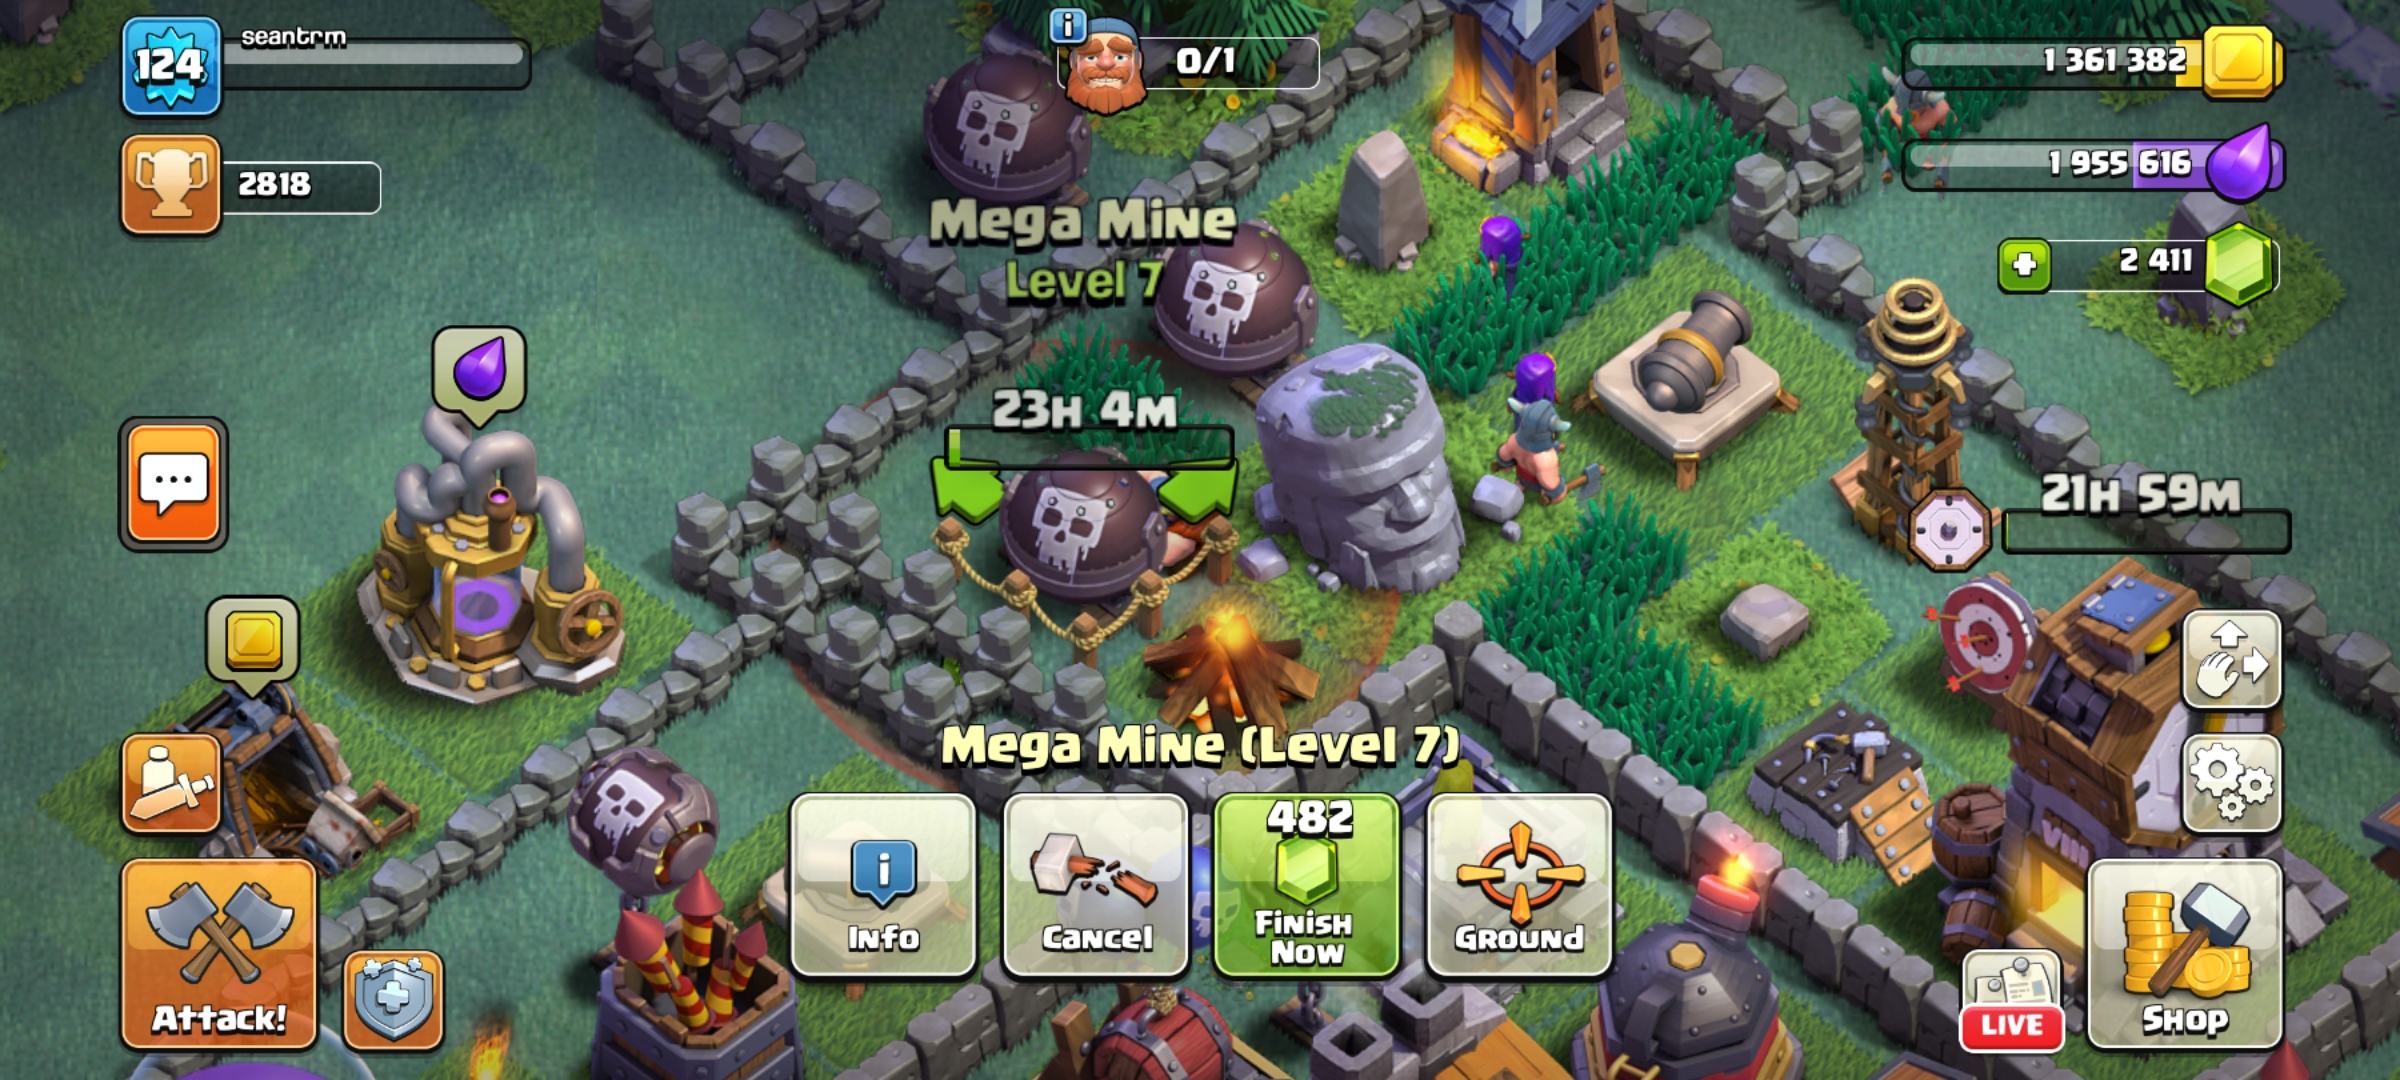 124
seantrm
0/1
1 361 382
2818
1 955 616
2 411
Mega Mine
Level 7
23H 4M
21H 59M
Mega Mine (Level 7)
Info
Cancel
482
Finish
Now
Ground
Attack!
LIVE
Shop